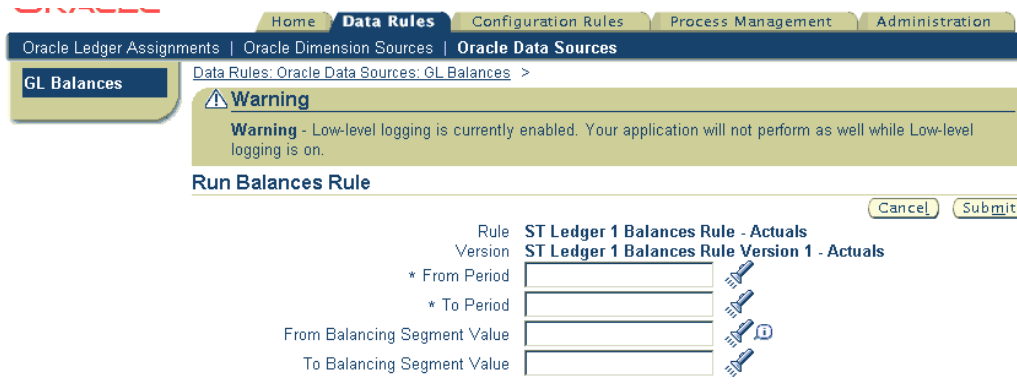 Home Data Rules Configuration Rules Process Management Administration
Oracle Ledger Assignments | Oracle Dimension Sources | Oracle Data Sources
GL Balances
Data Rules: Oracle Data Sources: GL Balances >
Warning
Warning - Low-level logging is currently enabled. Your application will not perform as well while Low-level
logging is on.
Run Balances Rule
Cancel Submit
Rule ST Ledger 1 Balances Rule - Actuals
Version ST Ledger 1 Balances Rule Version 1 - Actuals
* From Period
* To Period
From Balancing Segment Value
To Balancing Segment Value